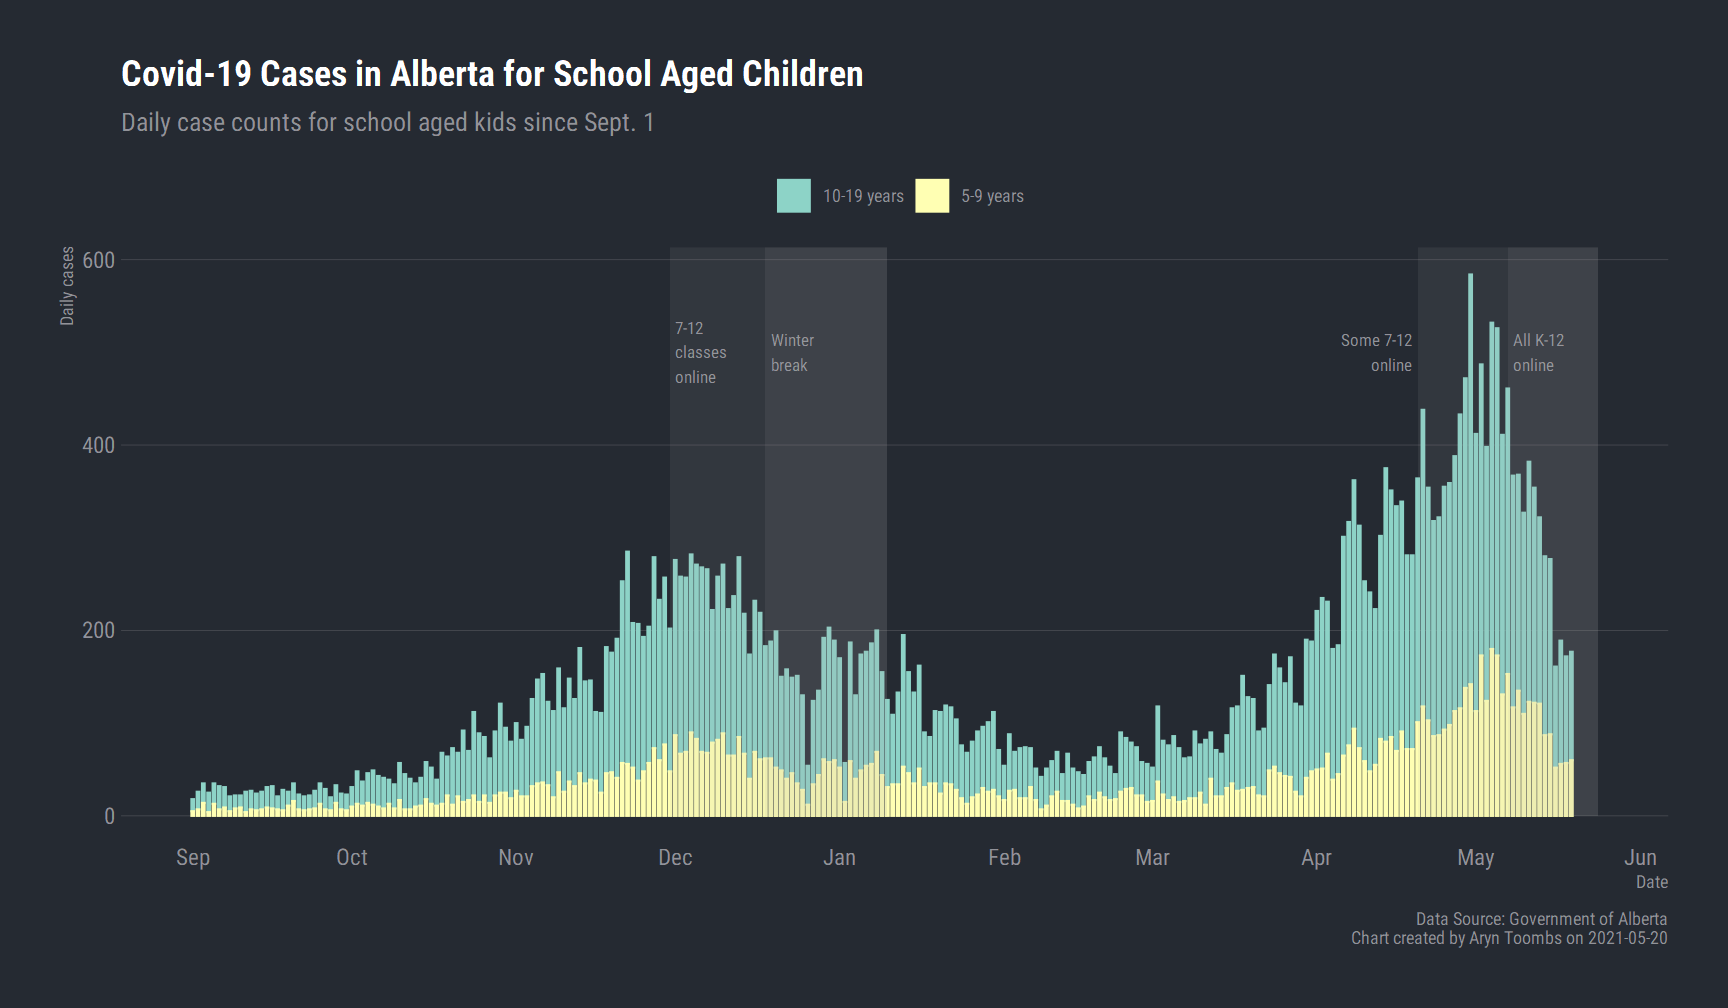 Covid-19 Cases in Alberta for School Aged Children
Daily case counts for school aged kids since Sept. 1
10-19 years
5-9 years
Daily cases
600
400
200
0
7-12
classes
online
Winter
break
Some 7-12
online
All K-12
online
Sep
Oct
Nov
Dec
Jan
Feb
Mar
Apr
May
Jun
Date
Data Source: Government of Alberta
Chart created by Aryn Toombs on 2021-05-20